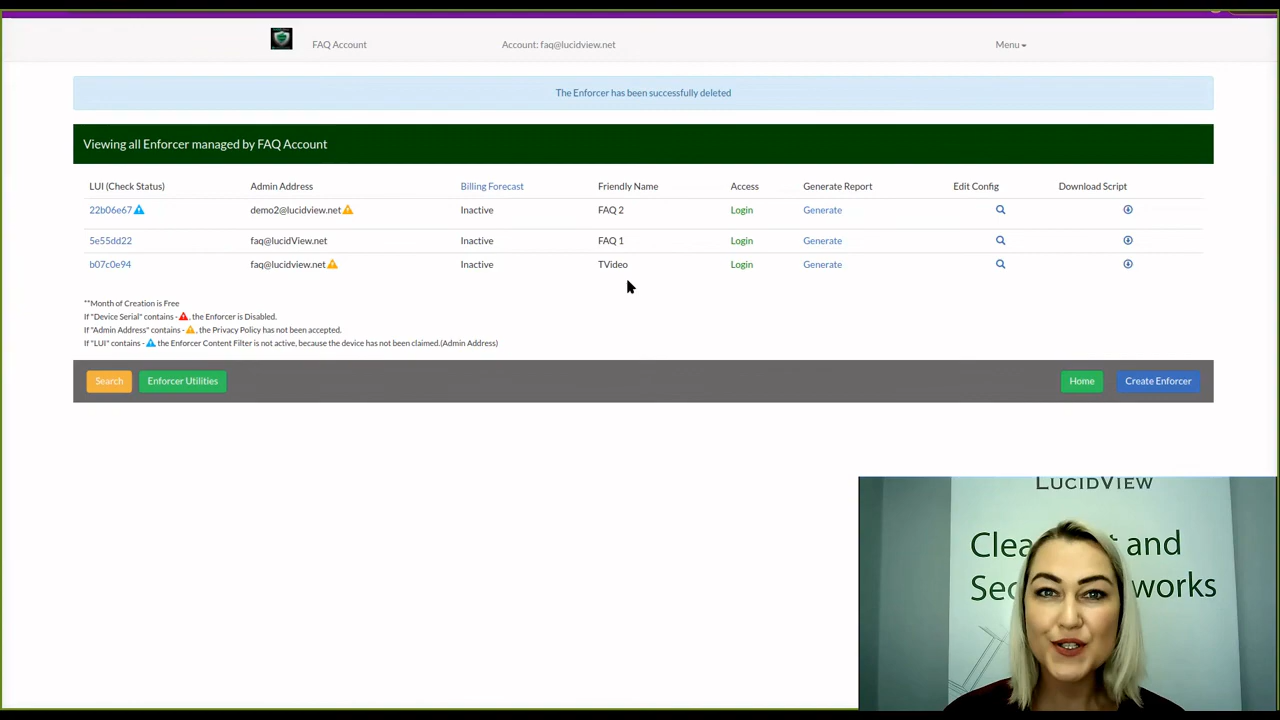 FAQ Account
Account: faq@lucidview.net
Menu
The Enforcer has been successfully deleted
Viewing all Enforcer managed by FAQ Account
LUI (Check Status) Admin Address Billing Forecast Friendly Name Access Generate Report Edit Config Download Script
22b06e67 demo2@lucidview.net Inactive FAQ 2 Login Generate
5e55dd22 faq@lucidView.net Inactive FAQ 1 Login Generate
b07c0e94 faq@lucidview.net Inactive TVideo Login Generate
**Month of Creation is Free
If "Device Serial" contains - , the Enforcer is Disabled.
If "Admin Address" contains - , the Privacy Policy has not been accepted.
If "LUI" contains - , the Enforcer Content Filter is not active, because the device has not been claimed.(Admin Address)
Search Enforcer Utilities Home Create Enforcer
LUCIDVIEW
and